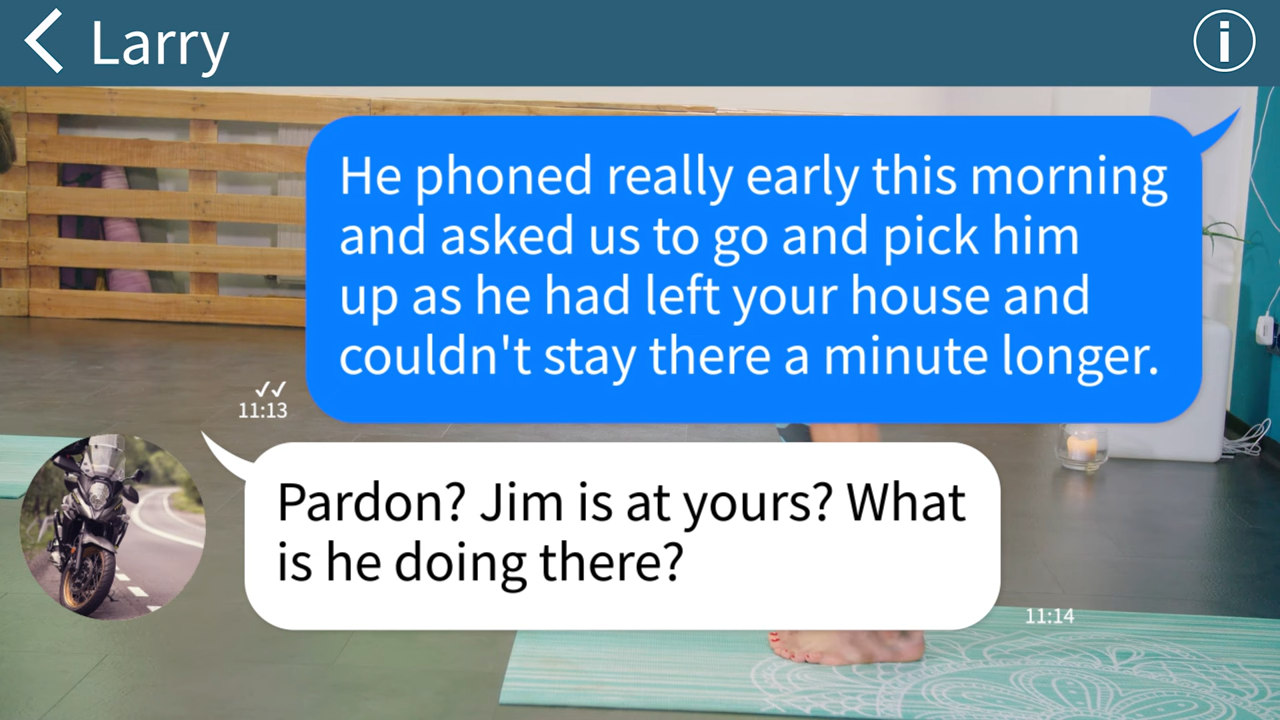 Larry
He phoned really early this morning
and asked us to go and pick him
up as he had left your house and
couldn't stay there a minute longer.
11:13
Pardon? Jim is at yours? What
is he doing there?
11:14